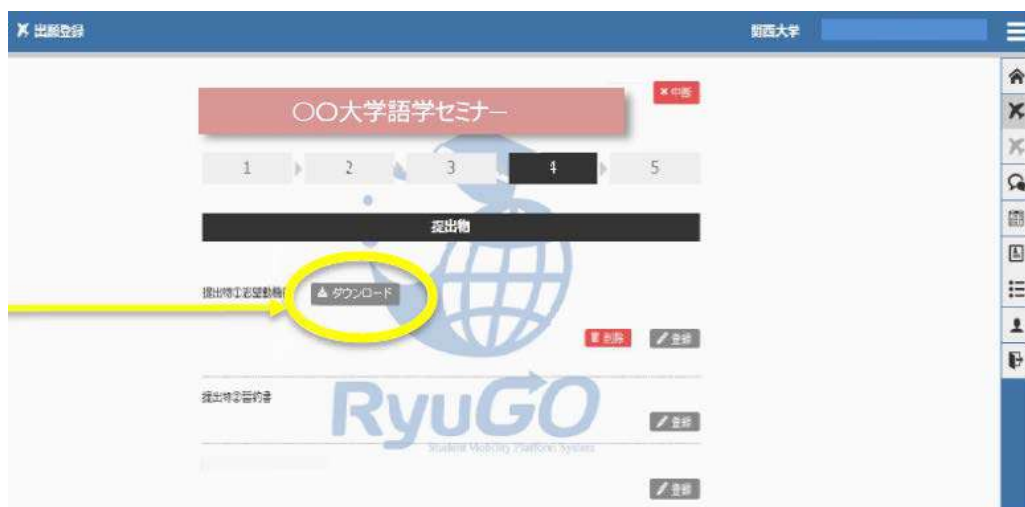 出願登録
関西大学
中断
〇〇大学語学セミナー
1 2 3 4 5
提出物
提出物①志望動機
ダウンロード
削除
登録
提出物②誓約書
登録
RyuGO
Student Mobility Platform System
登録